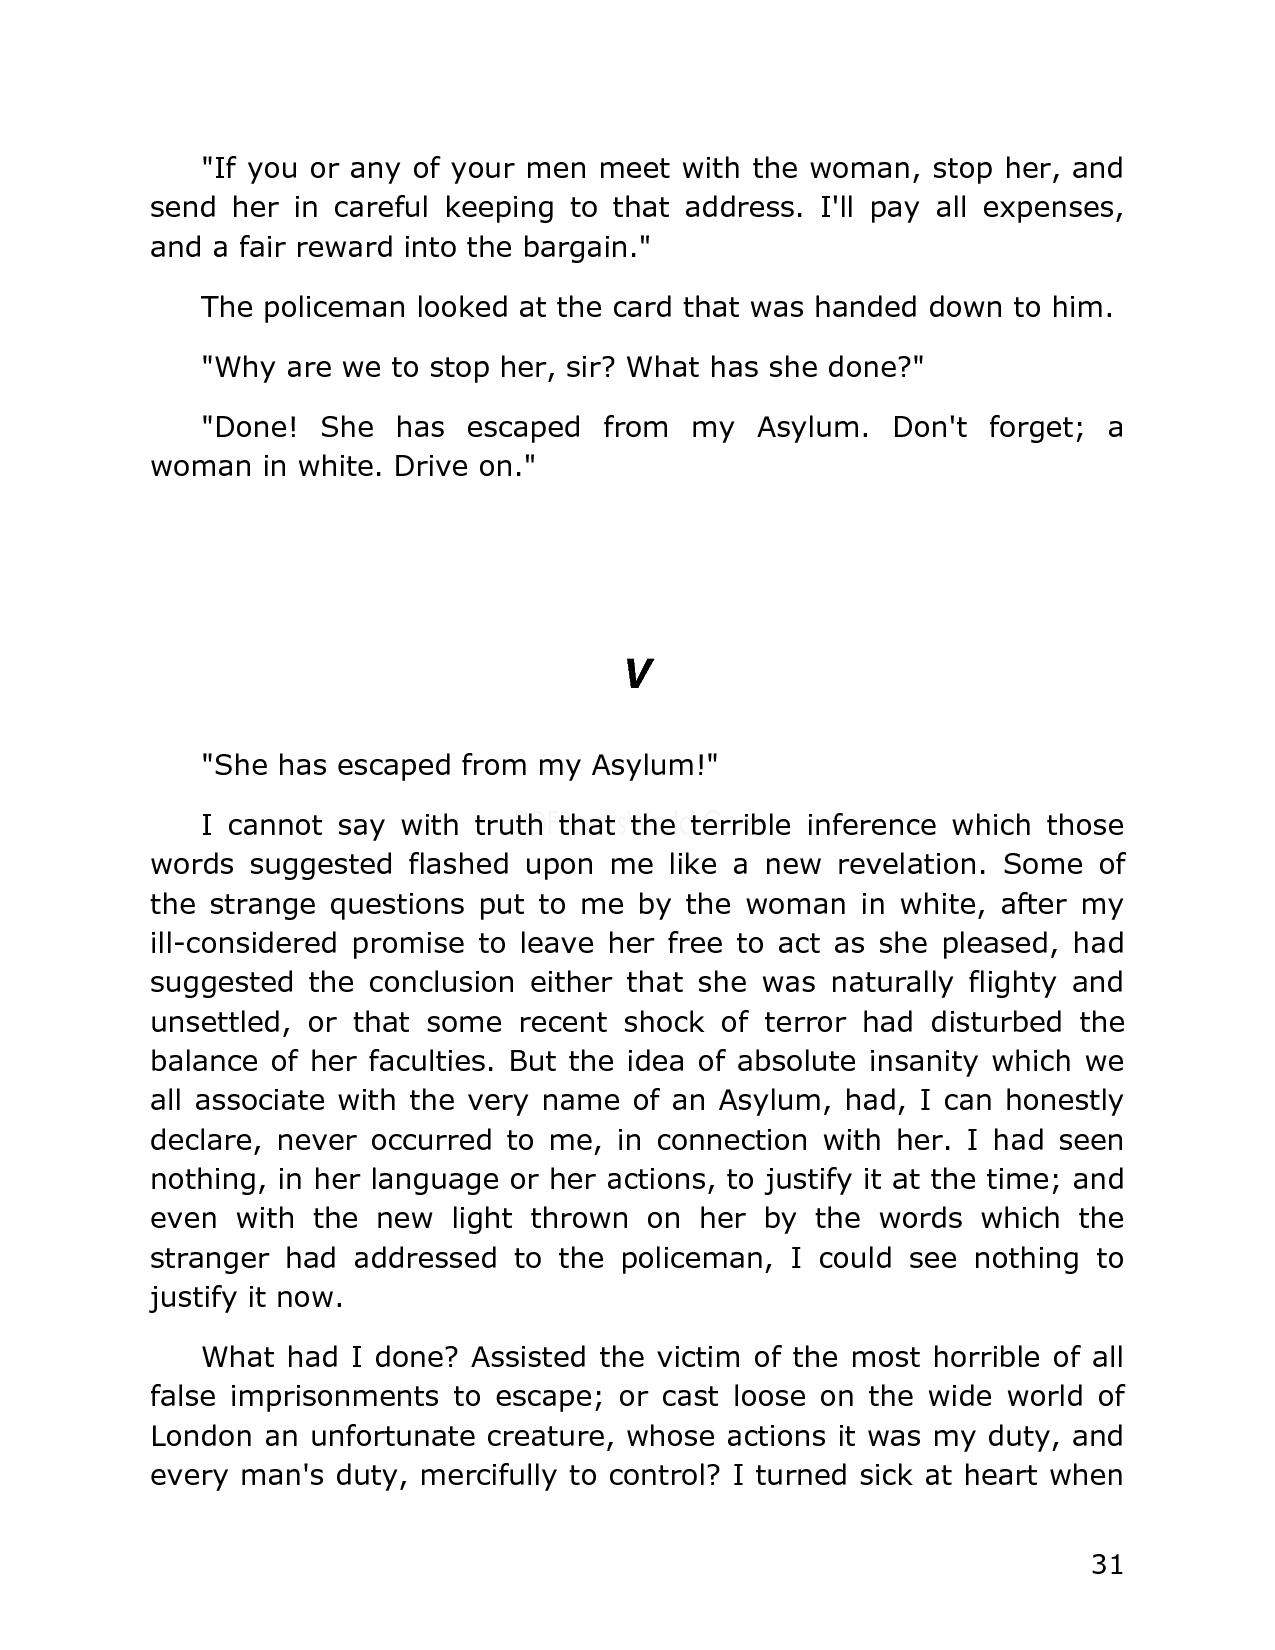 "If you or any of your men meet with the woman, stop her, and
send her in careful keeping to that address. I'll pay all expenses,
and a fair reward into the bargain."
The policeman looked at the card that was handed down to him.
"Why are we to stop her, sir? What has she done?"
"Done! She has escaped from my Asylum. Don't forget; a
woman in white. Drive on."
V
"She has escaped from my Asylum!"
I cannot say with truth that the terrible inference which those
words suggested flashed upon me like a new revelation. Some of
the strange questions put to me by the woman in white, after my
ill-considered promise to leave her free to act as she pleased, had
suggested the conclusion either that she was naturally flighty and
unsettled, or that some recent shock of terror had disturbed the
balance of her faculties. But the idea of absolute insanity which we
all associate with the very name of an Asylum, had, I can honestly
declare, never occurred to me, in connection with her. I had seen
nothing, in her language or her actions, to justify it at the time; and
even with the new light thrown on her by the words which the
stranger had addressed to the policeman, I could see nothing to
justify it now.
What had I done? Assisted the victim of the most horrible of all
false imprisonments to escape; or cast loose on the wide world of
London an unfortunate creature, whose actions it was my duty, and
every man's duty, mercifully to control? I turned sick at heart when
31